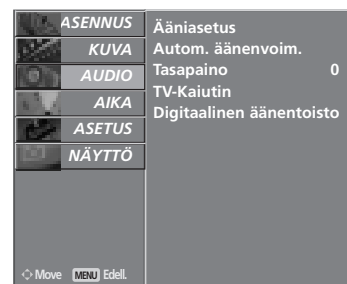 ASENNUS
KUVA
AUDIO
AIKA
ASETUS
NÄYTTÖ
Ääniasetus
Autom. äänenvoim.
Tasapaino 0
TV-Kaiutin
Digitaalinen äänentoisto
Move MENU Edell.